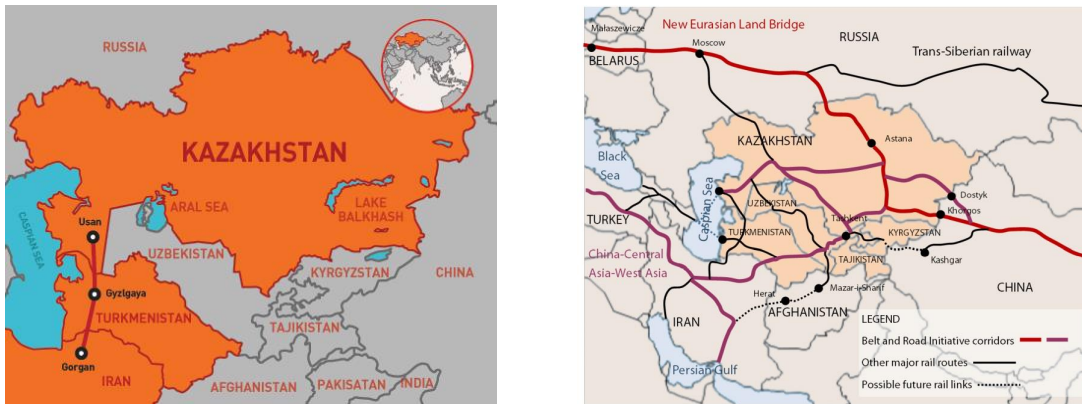 RUSSIA
KAZAKHSTAN
ARAL SEA
LAKE
BALKHASH
CASPIAN SEA
Usan
UZBEKISTAN
KYRGYZSTAN
CHINA
Gyzlgaya
TURKMENISTAN
TAJIKISTAN
Gorgan
IRAN
AFGHANISTAN
PAKISATAN
INDIA
New Eurasian Land Bridge
Małaszewicze
Moscow
RUSSIA
Trans-Siberian railway
BELARUS
KAZAKHSTAN
Astana
Black
Sea
Caspian Sea
Dostyk
UZBEKISTAN
Khorgos
TURKEY
Tashkent
TURKMENISTAN
KYRGYZSTAN
China-Central
Asia-West Asia
TAJIKISTAN
Kashgar
Mazar-i-Sharif
Herat
AFGHANISTAN
CHINA
IRAN
Persian Gulf
LEGEND
Belt and Road Initiative corridors
Other major rail routes
Possible future rail links